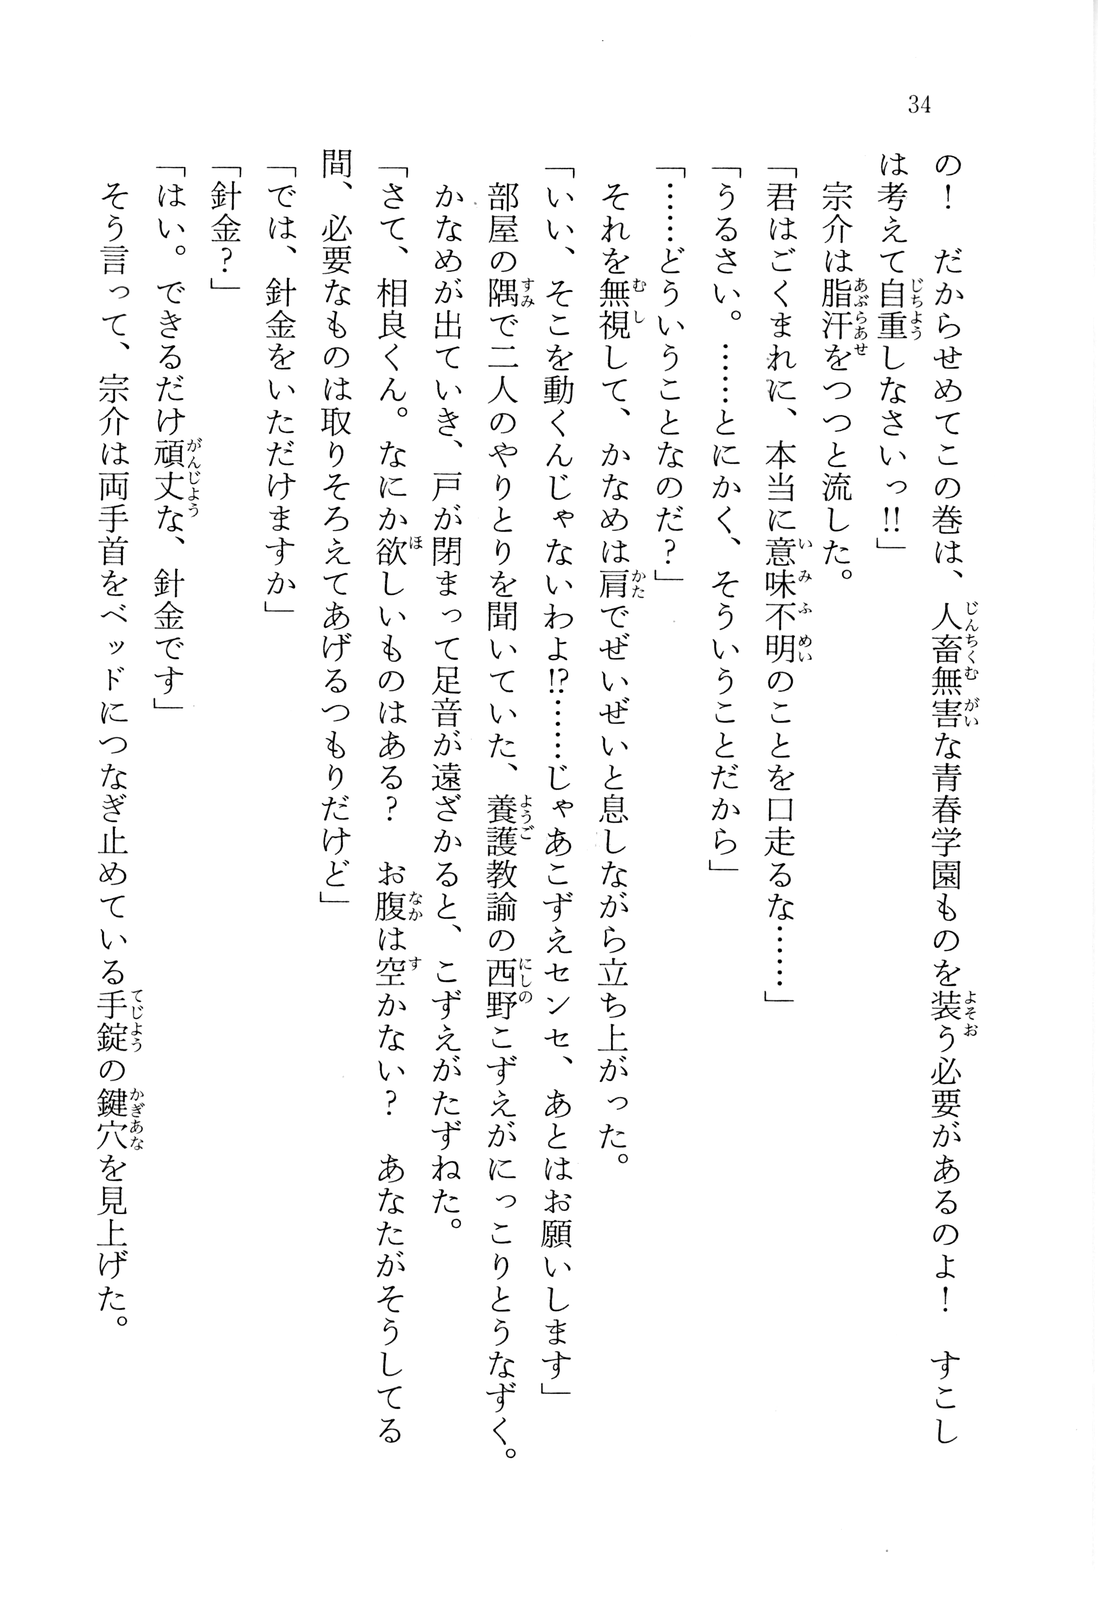 34
の！　だからせめてこの巻は、人畜無害な青春学園ものを装う必要があるのよ！　すこし
は考えて自重しなさいっ!!」
　宗介は脂汗をつつと流した。
「君はごくまれに、本当に意味不明のことを口走るな……」
「うるさい。……とにかく、そういうことだから」
「……どういうことなのだ？」
　それを無視して、かなめは肩でぜいぜいと息しながら立ち上がった。
「いい、そこを動くんじゃないわよ!?……じゃあこずえセンセ、あとはお願いします」
　部屋の隅で二人のやりとりを聞いていた、養護教諭の西野こずえがにっこりとうなずく。
　かなめが出ていき、戸が閉まって足音が遠ざかると、こずえがたずねた。
「さて、相良くん。なにか欲しいものはある？　お腹は空かない？　あなたがそうしてる
間、必要なものは取りそろえてあげるつもりだけど」
「では、針金をいただけますか」
「針金？」
「はい。できるだけ頑丈な、針金です」
　そう言って、宗介は両手首をベッドにつなぎ止めている手錠の鍵穴を見上げた。